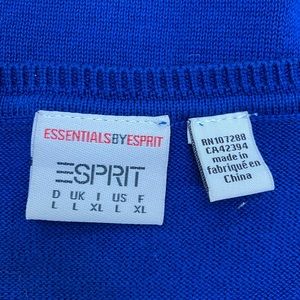 ESSENTIALSBYESPRIT
ESPRIT
D UK I US F
L L XL L XL
RN107288
CA42394
made in
fabriqué en
China